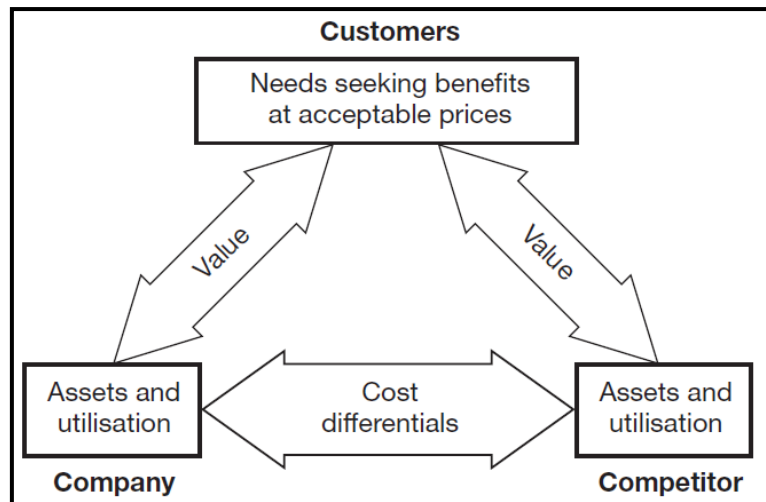 Customers
Needs seeking benefits
at acceptable prices
Value
Value
Assets and
utilisation
Cost
differentials
Assets and
utilisation
Company
Competitor